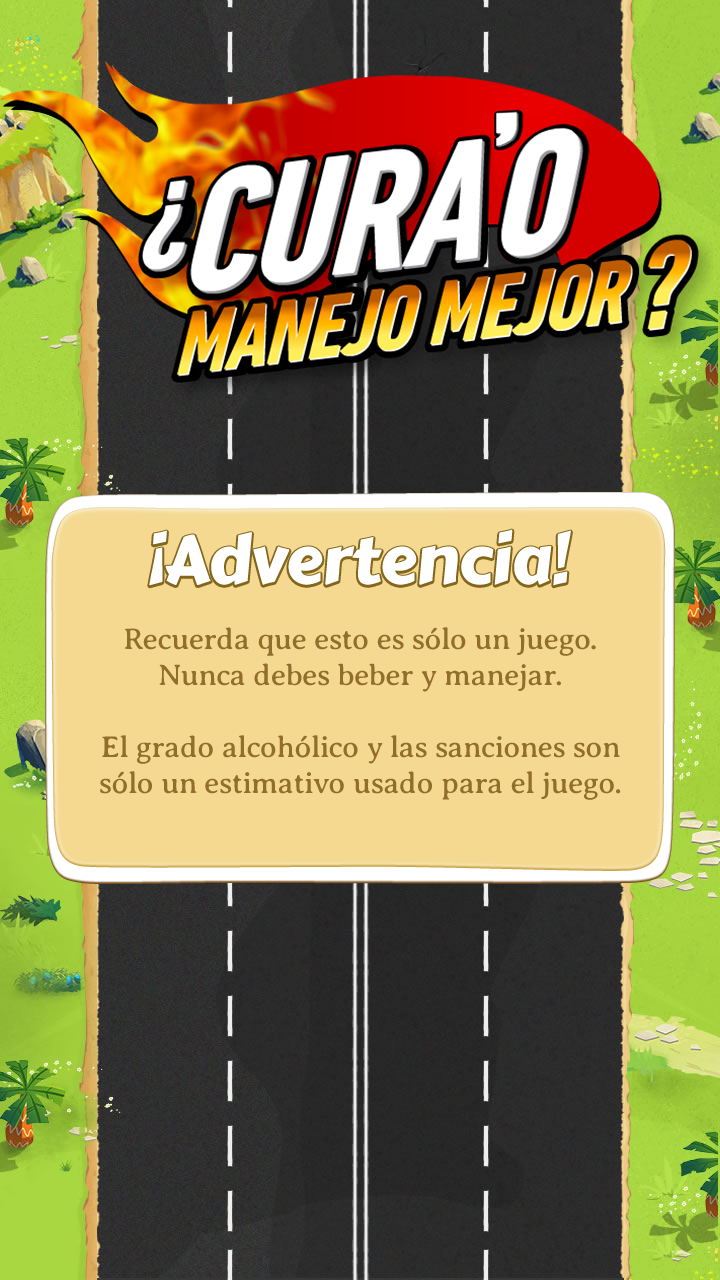 ¿CURA'O
MANEJO MEJOR?
¡Advertencia!
Recuerda que esto es sólo un juego.
Nunca debes beber y manejar.
El grado alcohólico y las sanciones son
sólo un estimativo usado para el juego.